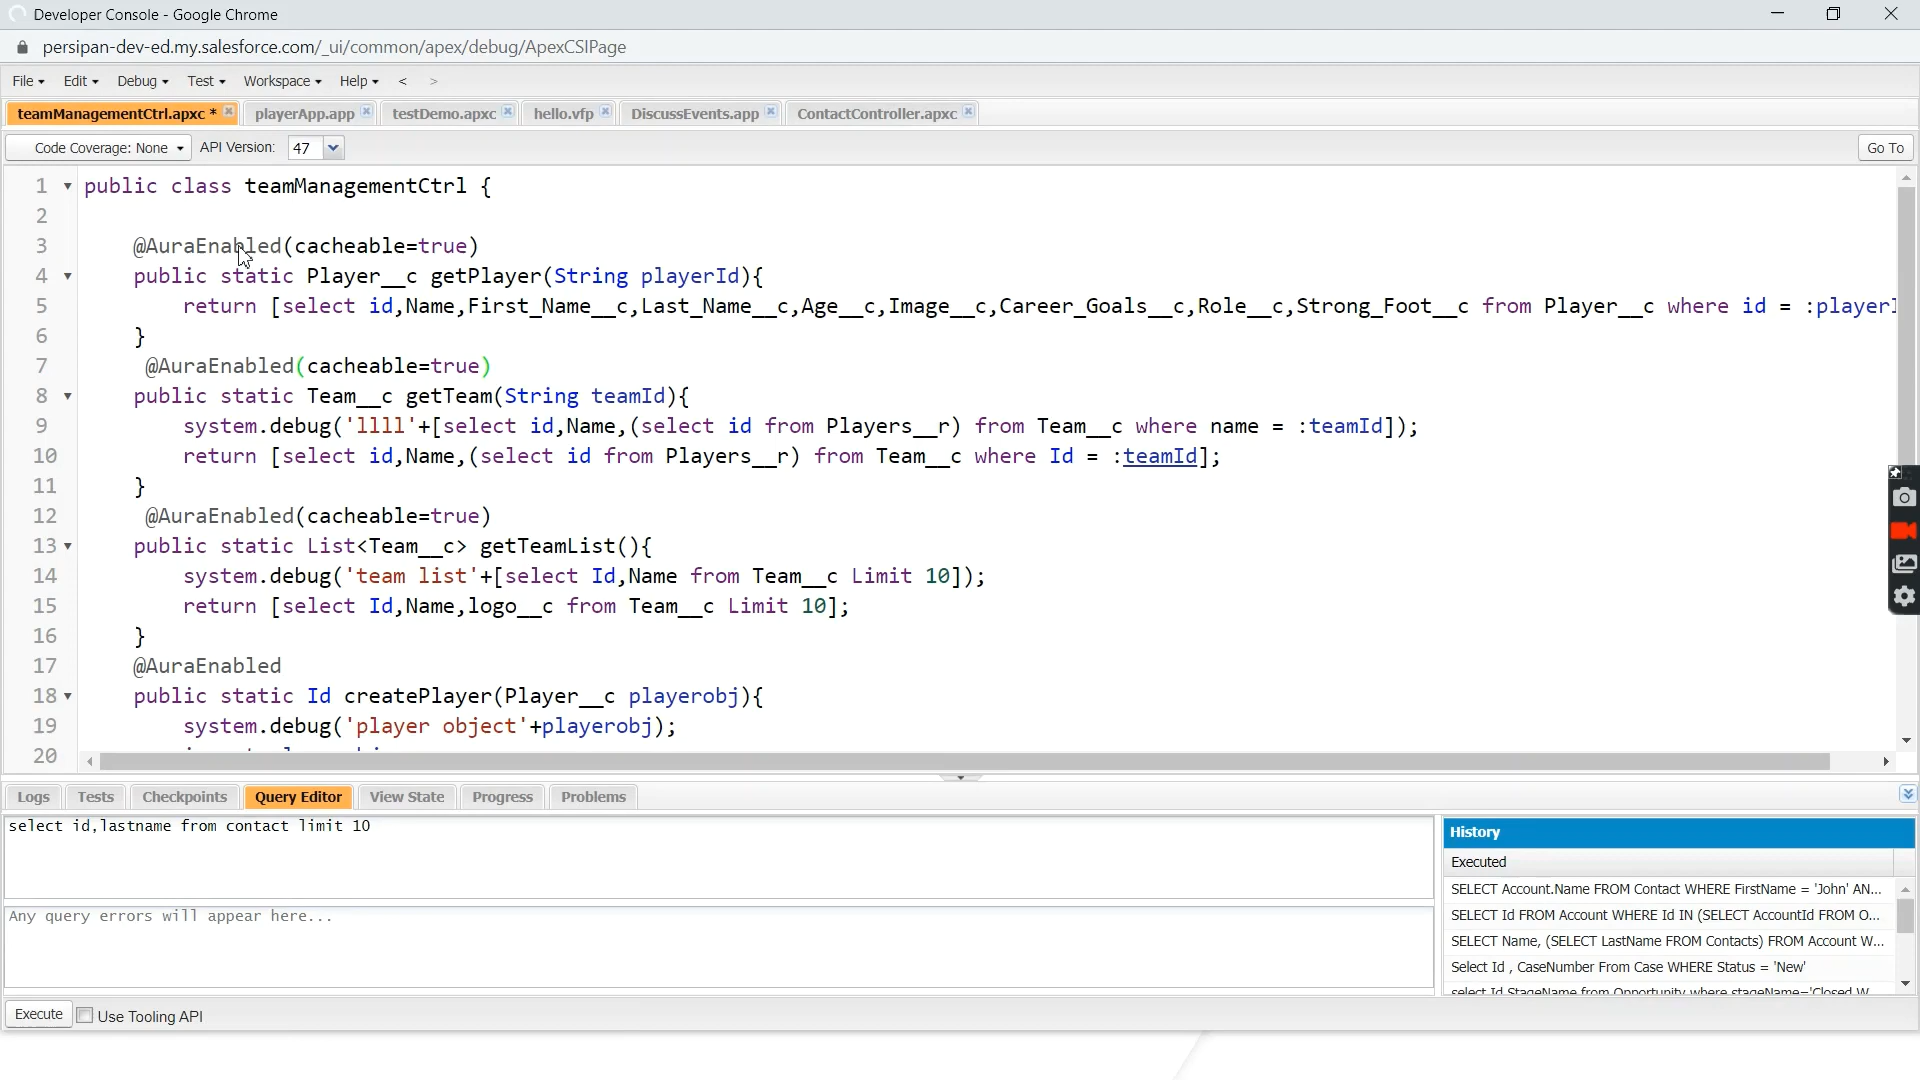 Developer Console - Google Chrome
persipan-dev-ed.my.salesforce.com/_ui/common/apex/debug/ApexCSIPage
File Edit Debug Test Workspace Help < >
teamManagementCtrl.apxc * playerApp.app testDemo.apxc hello.vfp DiscussEvents.app ContactController.apxc
Code Coverage: None API Version: 47 Go To
1 public class teamManagementCtrl {
2
3 @AuraEnabled(cacheable=true)
4 public static Player__c getPlayer(String playerId){
5 return [select id,Name,First_Name__c,Last_Name__c,Age__c,Image__c,Career_Goals__c,Role__c,Strong_Foot__c from Player__c where id = :playerI
6 }
7 @AuraEnabled(cacheable=true)
8 public static Team__c getTeam(String teamId){
9 system.debug('llll'+[select id,Name,(select id from Players__r) from Team__c where name = :teamId]);
10 return [select id,Name,(select id from Players__r) from Team__c where Id = :teamId];
11 }
12 @AuraEnabled(cacheable=true)
13 public static List<Team__c> getTeamList(){
14 system.debug('team list'+[select Id,Name from Team__c Limit 10]);
15 return [select Id,Name,logo__c from Team__c Limit 10];
16 }
17 @AuraEnabled
18 public static Id createPlayer(Player__c playerobj){
19 system.debug('player object'+playerobj);
20
Logs Tests Checkpoints Query Editor View State Progress Problems
select id,lastname from contact limit 10
Any query errors will appear here...
History
Executed
SELECT Account.Name FROM Contact WHERE FirstName = 'John' AN...
SELECT Id FROM Account WHERE Id IN (SELECT AccountId FROM O...
SELECT Name, (SELECT LastName FROM Contacts) FROM Account W...
Select Id , CaseNumber From Case WHERE Status = 'New'
select Id,StageName from Opportunity where stageName='Closed W...
Execute Use Tooling API